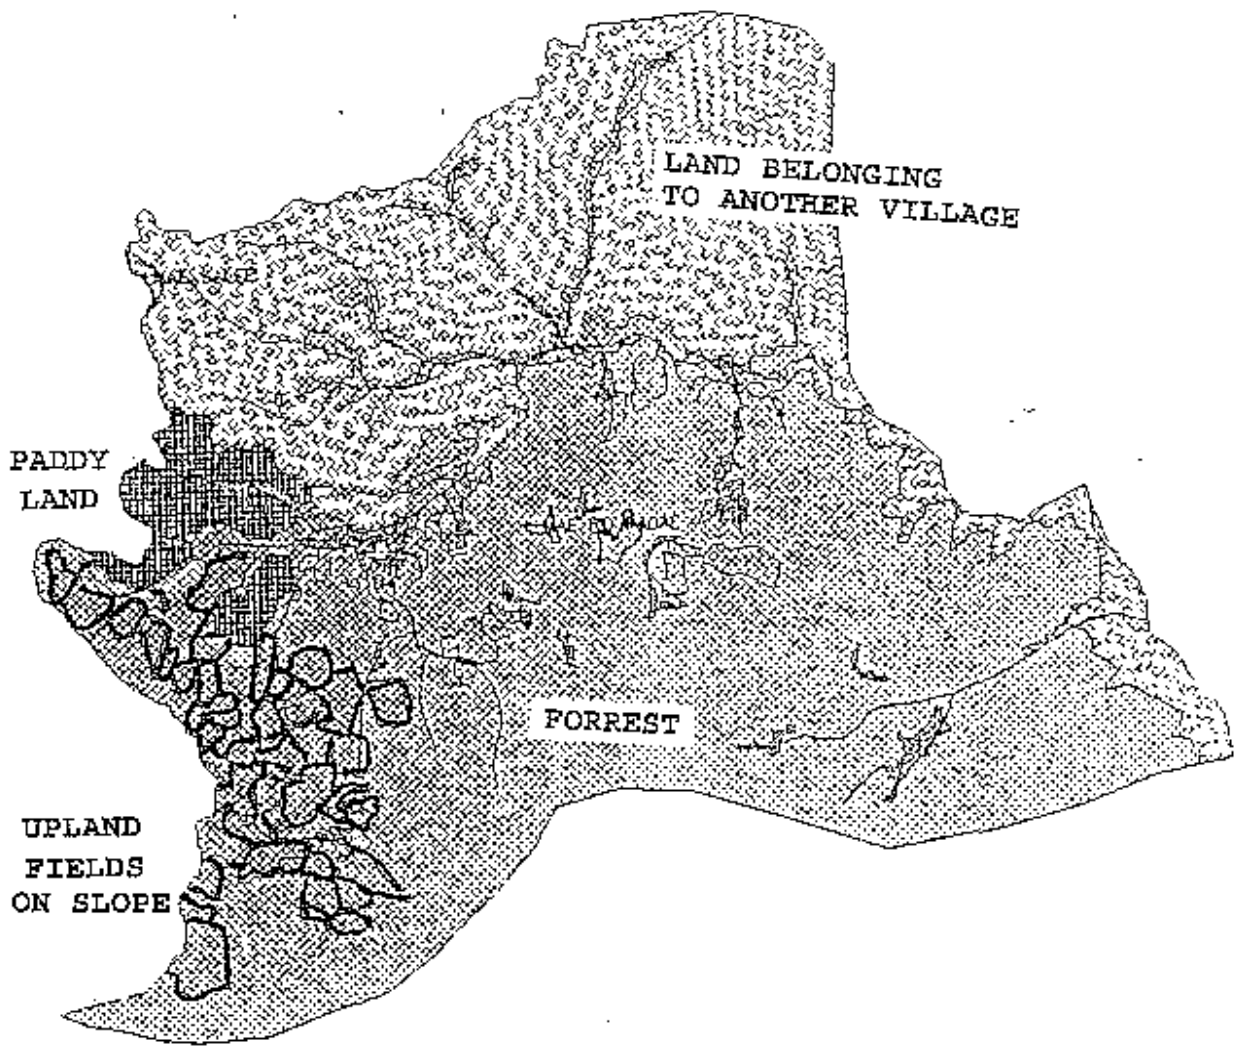 LAND BELONGING
TO ANOTHER VILLAGE
PADDY
LAND
FORREST
UPLAND
FIELDS
ON SLOPE